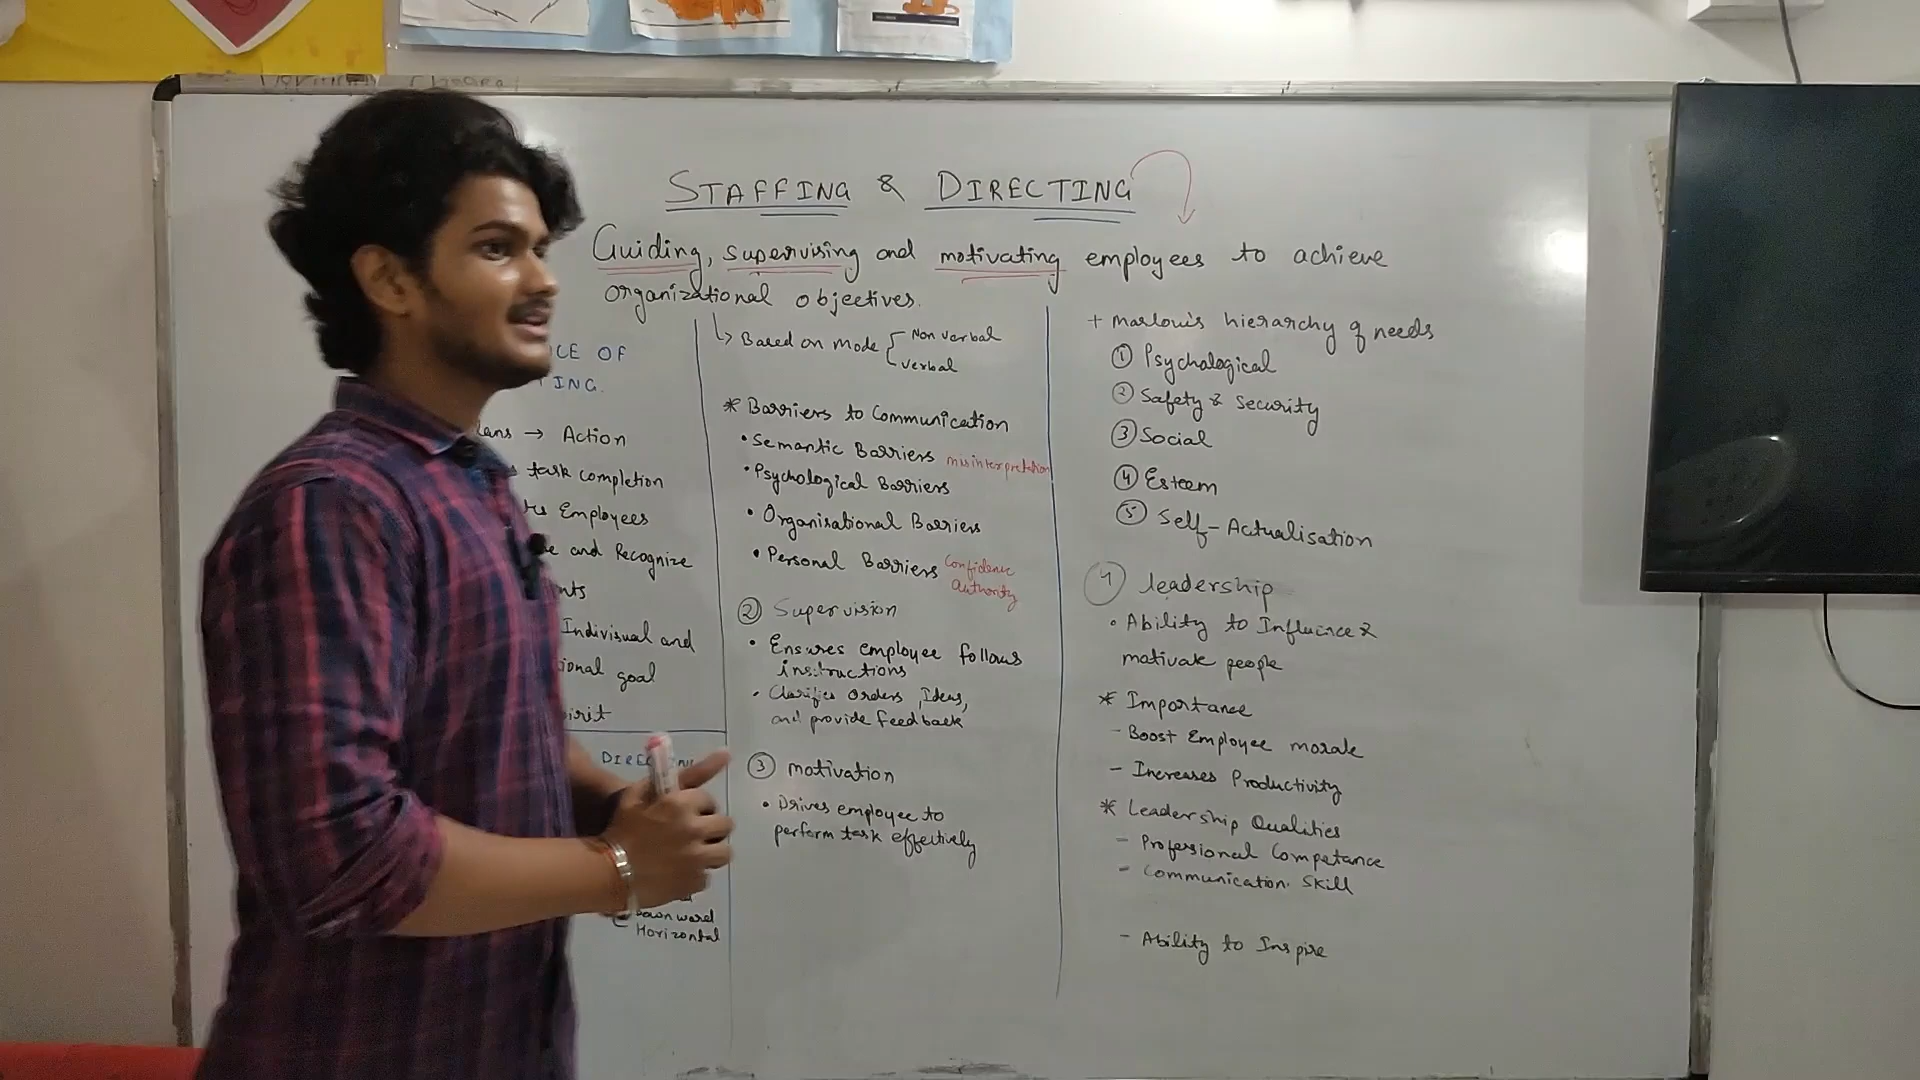 STAFFING & DIRECTING
Guiding, supervising and motivating employees to achieve
organizational objectives.
CE OF
ING.
lans → Action
task completion
Employees
e and Recognize
nts
Indivisual and
ional goal
pirit
DIREC
Downward
Horizontal
↳ Based on Mode
Non verbal
verbal
* Barriers to Communication
• Semantic Barriers misinterpretation
• Psychological Barriers
• Organisational Barriers
• Personal Barriers Confidence
Authority
② Supervision
• Ensures employee follows
instructions
• Clarifies Orders, Ideas,
and provide feedback
③ motivation
• Drives employee to
perform task effectively
+ Marlow's hierarchy of needs
① Psychological
② Safety & Security
③ Social
④ Esteem
⑤ Self-Actualisation
④ leadership
• Ability to Influence &
motivate people
* Importance
- Boost Employee morale
- Increases Productivity
* Leadership Qualities
- Professional Competance
- Communication Skill
- Ability to Inspire